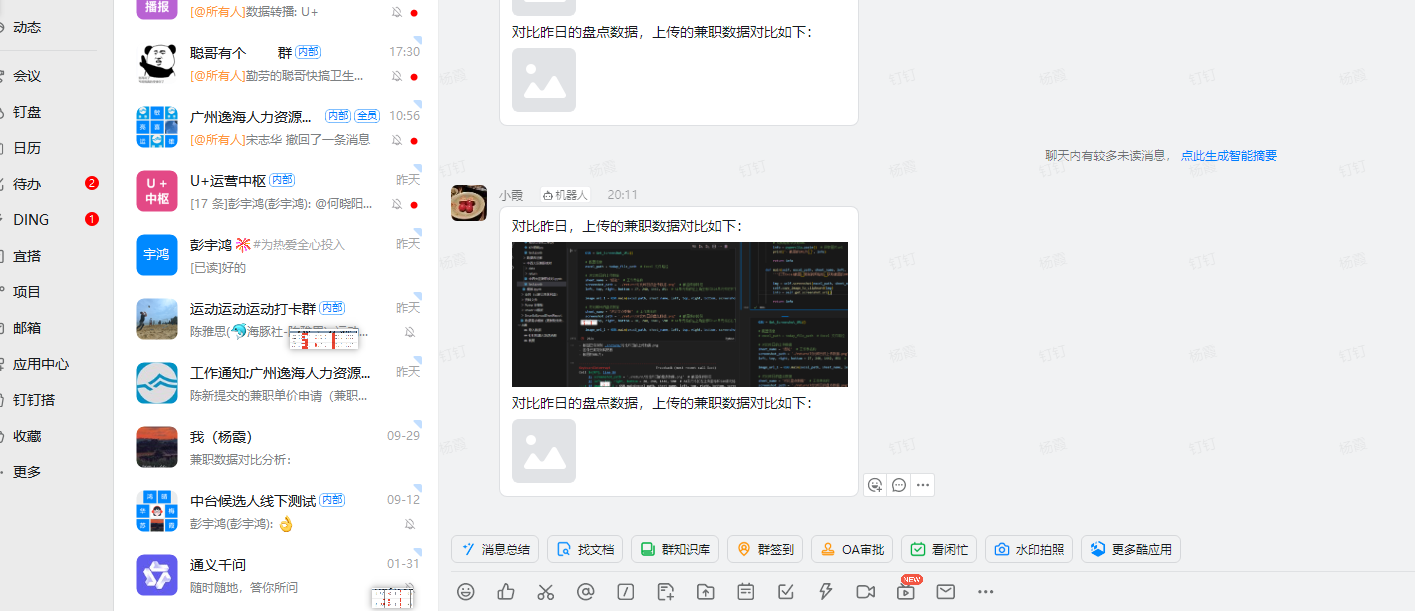 动态
会议
钉盘
日历
待办
2
DING
1
宜搭
项目
邮箱
应用中心
钉钉搭
收藏
更多
播报
[@所有人]数据转播: U+
聪哥有个 群 内部 17:30
[@所有人]勤劳的聪哥快搞卫生...
广州逸海人力资源... 内部 全员 10:56
[@所有人]宋志华 撤回了一条消息
U+
中枢
U+运营中枢 内部 昨天
[17 条]彭宇鸿(彭宇鸿): @何晓阳...
宇鸿
彭宇鸿 #为热爱全心投入 昨天
[已读]好的
运动运动运动打卡群 内部 昨天
陈雅思(🐬海豚社-
工作通知:广州逸海人力资源... 昨天
陈新提交的兼职单价申请（兼职...
我（杨霞） 09-29
兼职数据对比分析:
中台候选人线下测试 内部 09-12
彭宇鸿(彭宇鸿): 👌
通义千问 01-31
随时随地，答你所问
对比昨日的盘点数据，上传的兼职数据对比如下:
聊天内有较多未读消息， 点此生成智能摘要
小霞 机器人 20:11
对比昨日，上传的兼职数据对比如下:
对比昨日的盘点数据，上传的兼职数据对比如下:
消息总结
找文档
群知识库
群签到
OA审批
看闲忙
水印拍照
更多酷应用
NEW
钉钉
杨霞